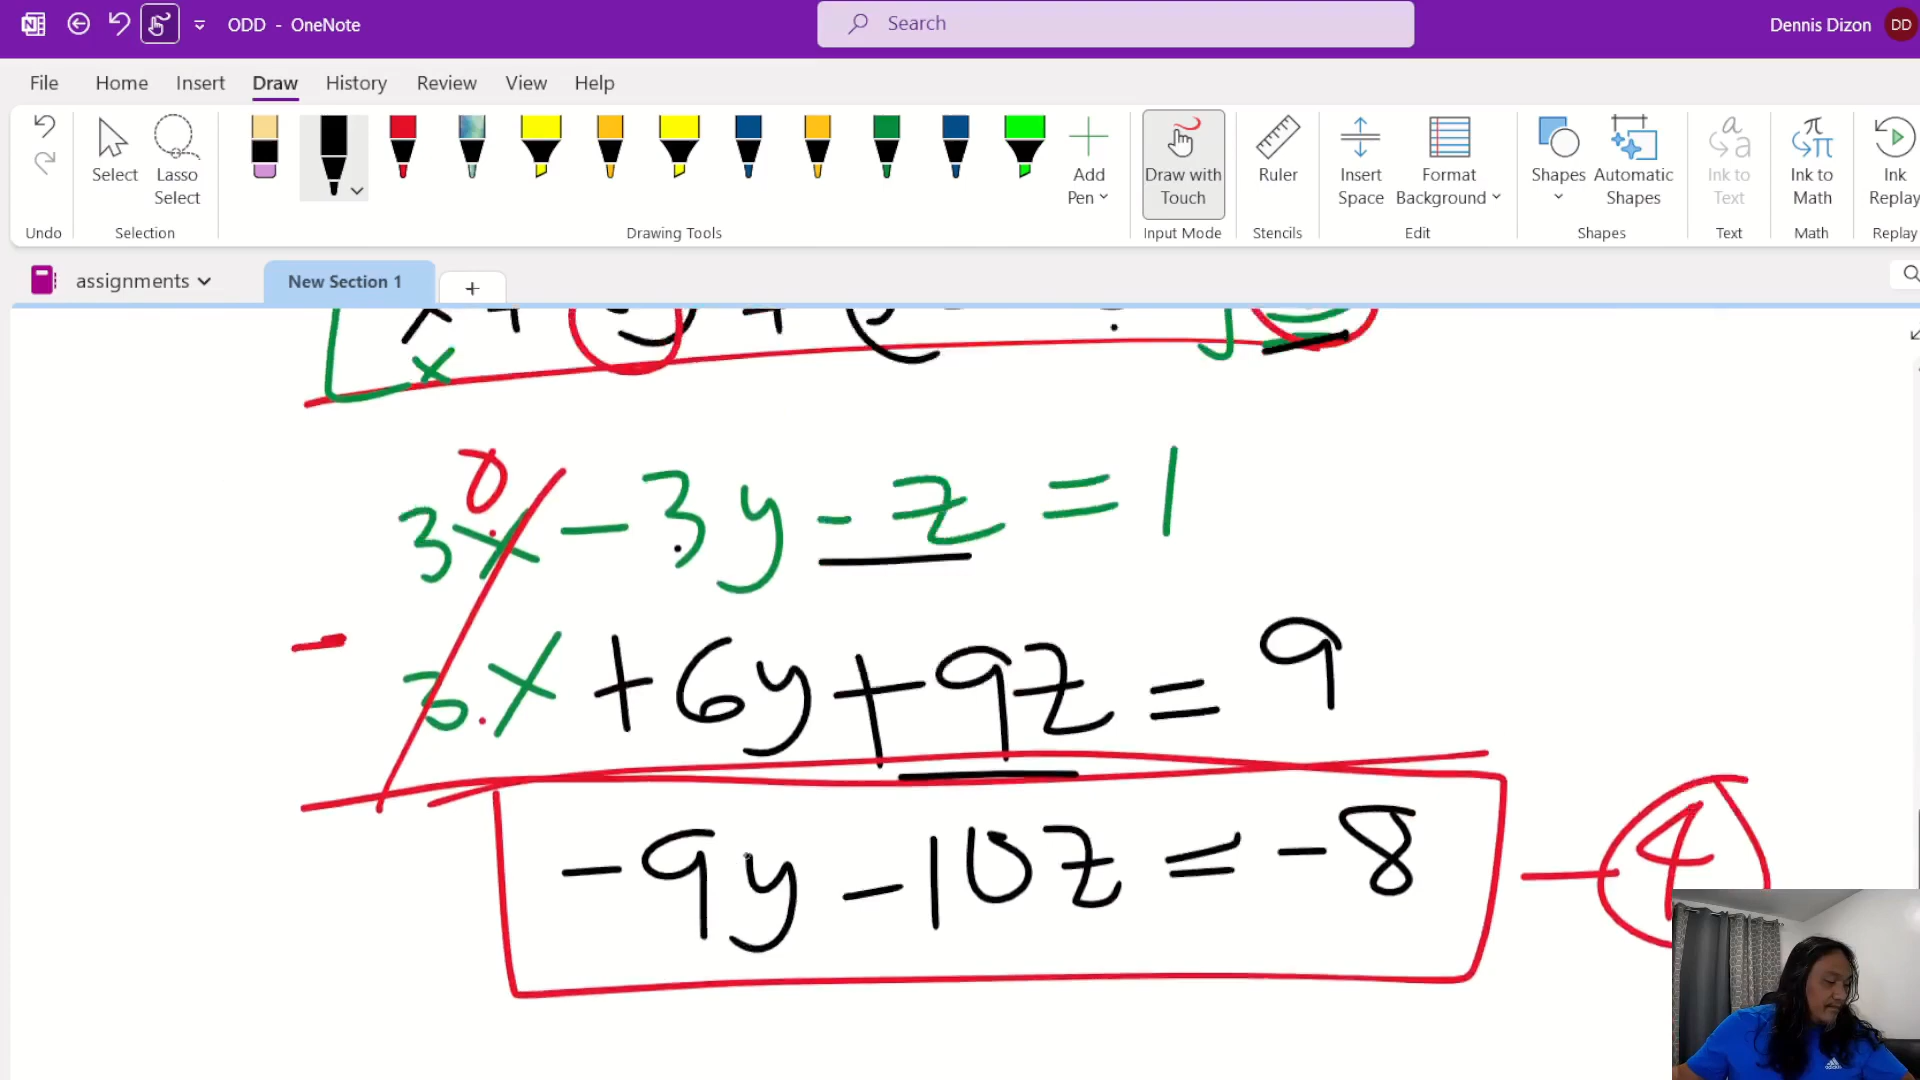 ODD - OneNote
Search
Dennis Dizon DD
File Home Insert Draw History Review View Help
Select
Lasso Select
Add Pen
Draw with Touch
Ruler
Insert Space
Format Background
Shapes
Automatic Shapes
Ink to Text
Ink to Math
Ink Replay
Undo Selection Drawing Tools Input Mode Stencils Edit Shapes Text Math Replay
assignments New Section 1 +
x
0
3x - 3y - z = 1
-
3x + 6y + 9z = 9
-9y - 10z = -8 - 4